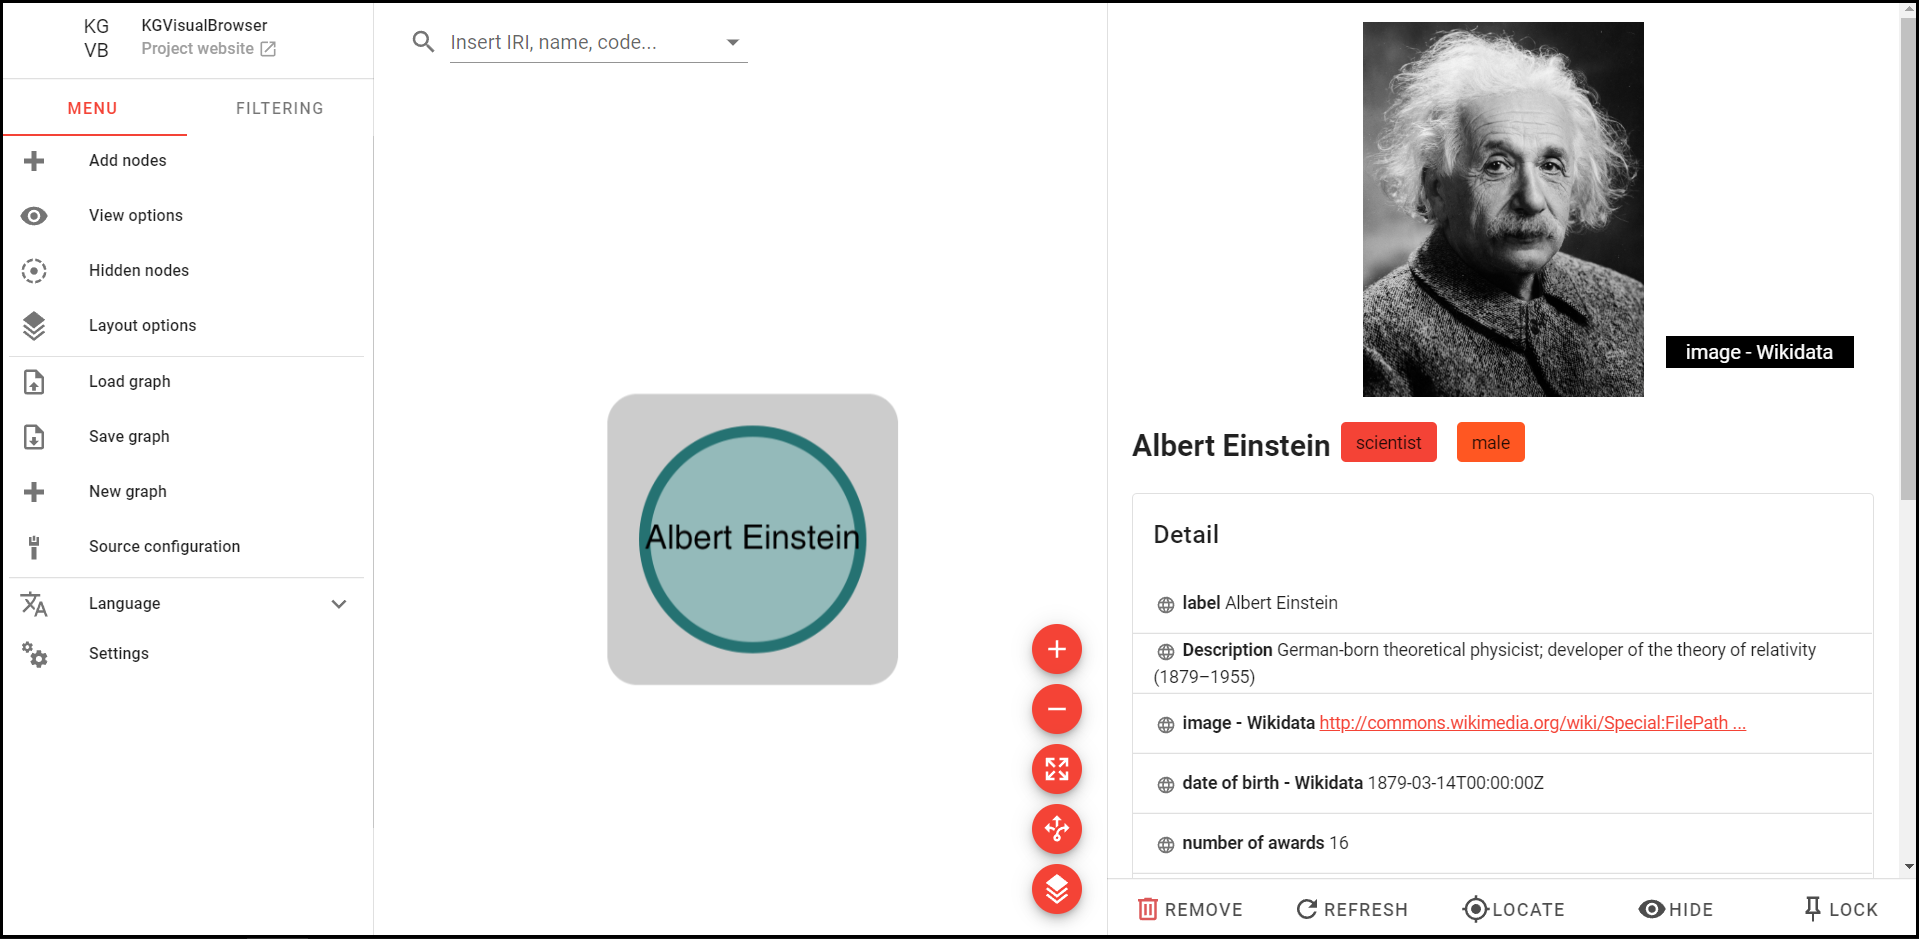 KG
VB
KGVisualBrowser
Project website
MENU
FILTERING
Add nodes
View options
Hidden nodes
Layout options
Load graph
Save graph
New graph
Source configuration
Language
Settings
Insert IRI, name, code...
Albert Einstein
image - Wikidata
Albert Einstein
scientist
male
Detail
label Albert Einstein
Description German-born theoretical physicist; developer of the theory of relativity
(1879–1955)
image - Wikidata http://commons.wikimedia.org/wiki/Special:FilePath ...
date of birth - Wikidata 1879-03-14T00:00:00Z
number of awards 16
REMOVE
REFRESH
LOCATE
HIDE
LOCK